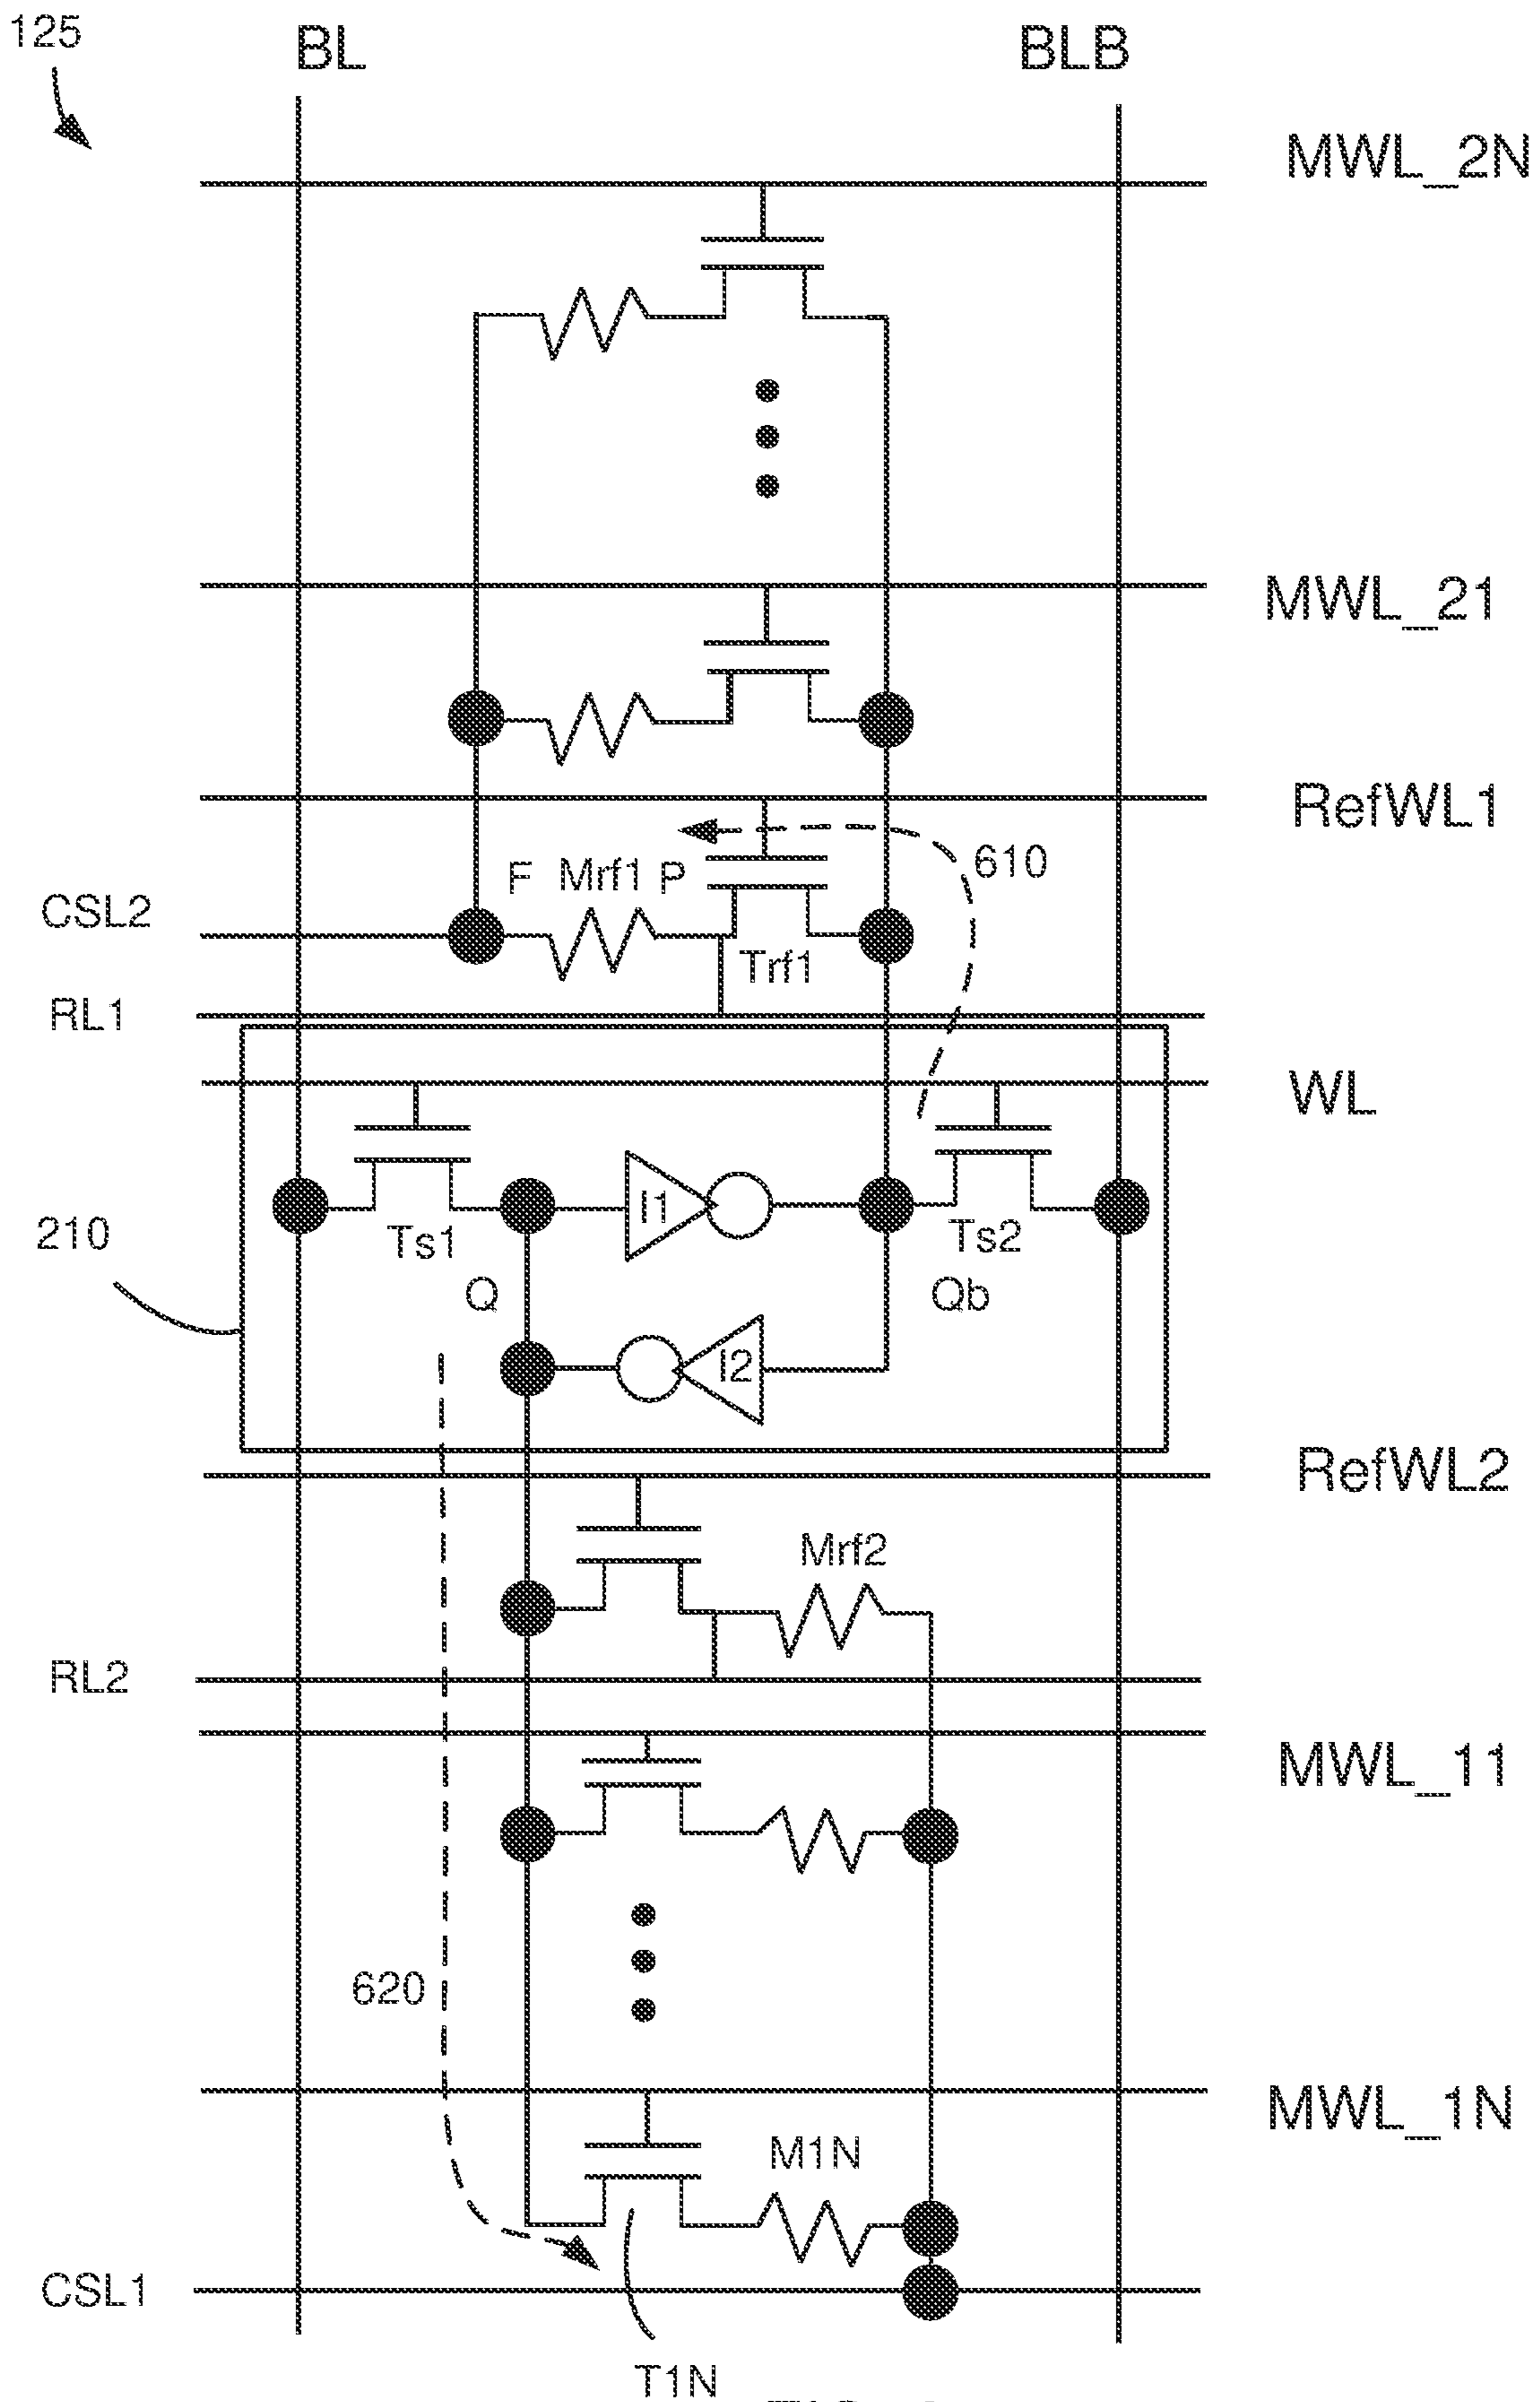 125
BL
BLB
MWL_2N
MWL_21
RefWL1
610
F Mrf1 P
CSL2
Trf1
RL1
WL
I1
210
Ts1
Ts2
Q
Qb
I2
RefWL2
Mrf2
RL2
MWL_11
620
MWL_1N
M1N
CSL1
T1N